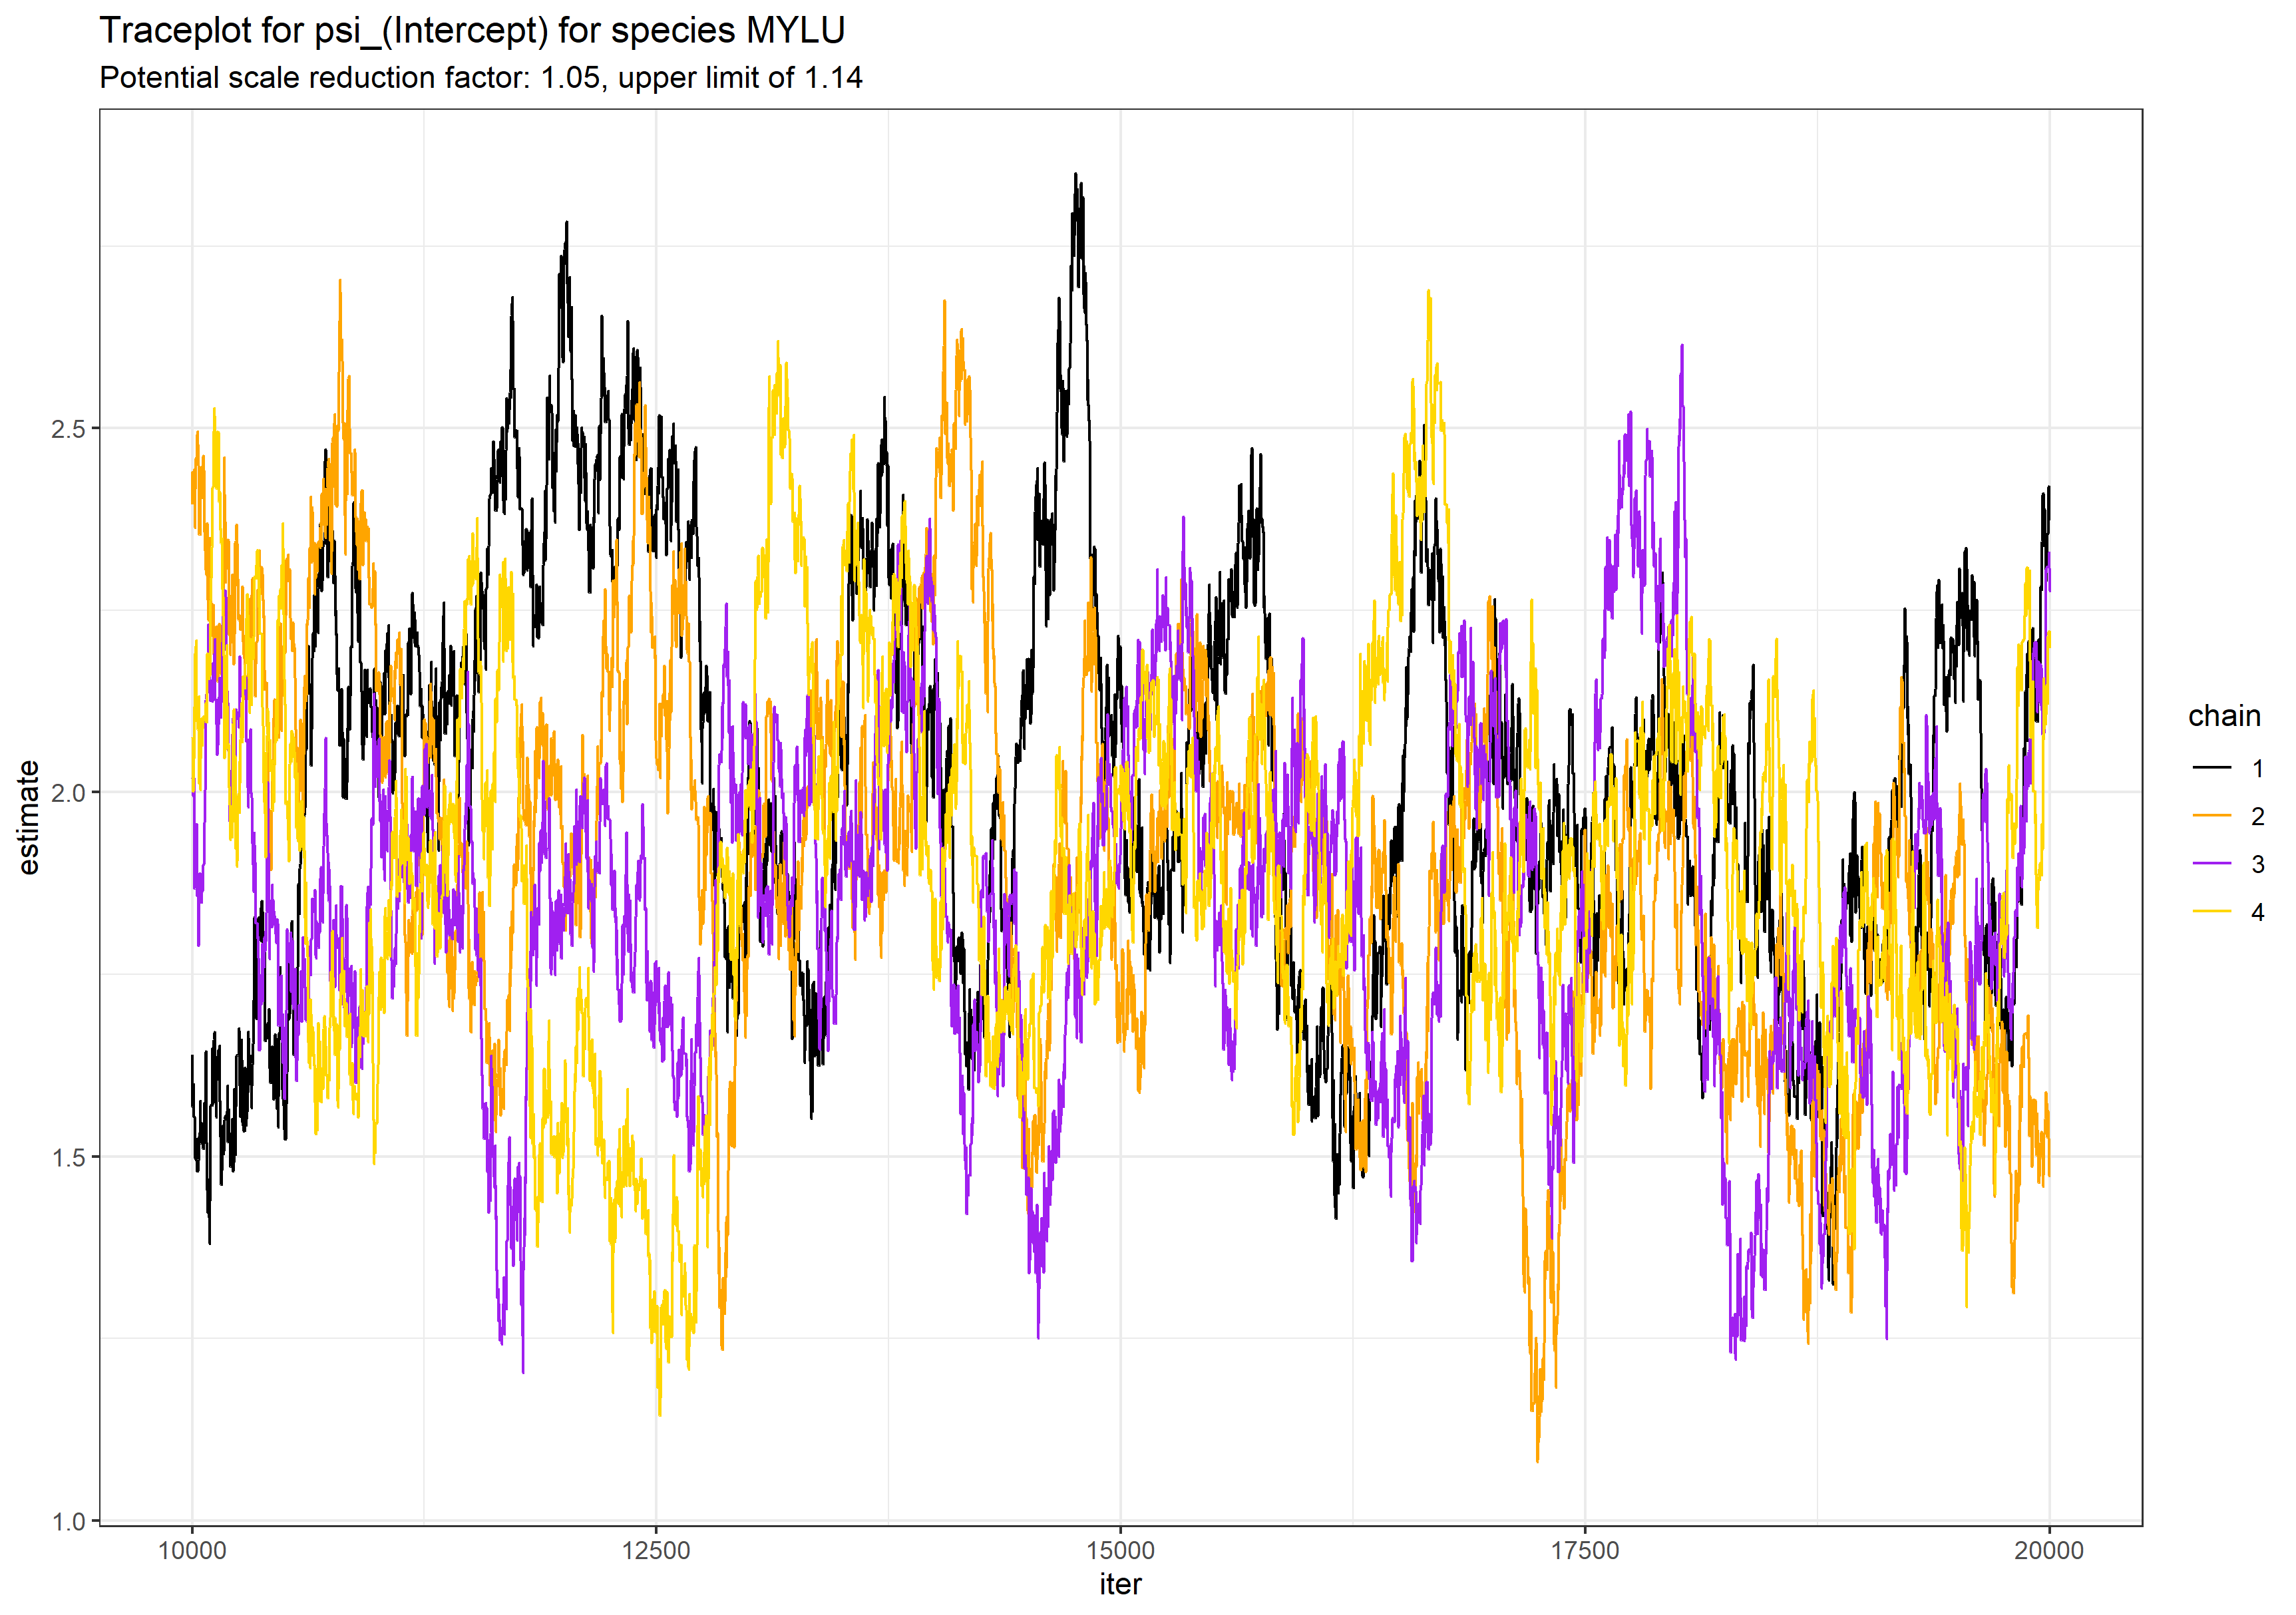 Traceplot for psi_(Intercept) for species MYLU
Potential scale reduction factor: 1.05, upper limit of 1.14
estimate
2.5
2.0
1.5
1.0
10000
12500
15000
17500
20000
iter
chain
1
2
3
4